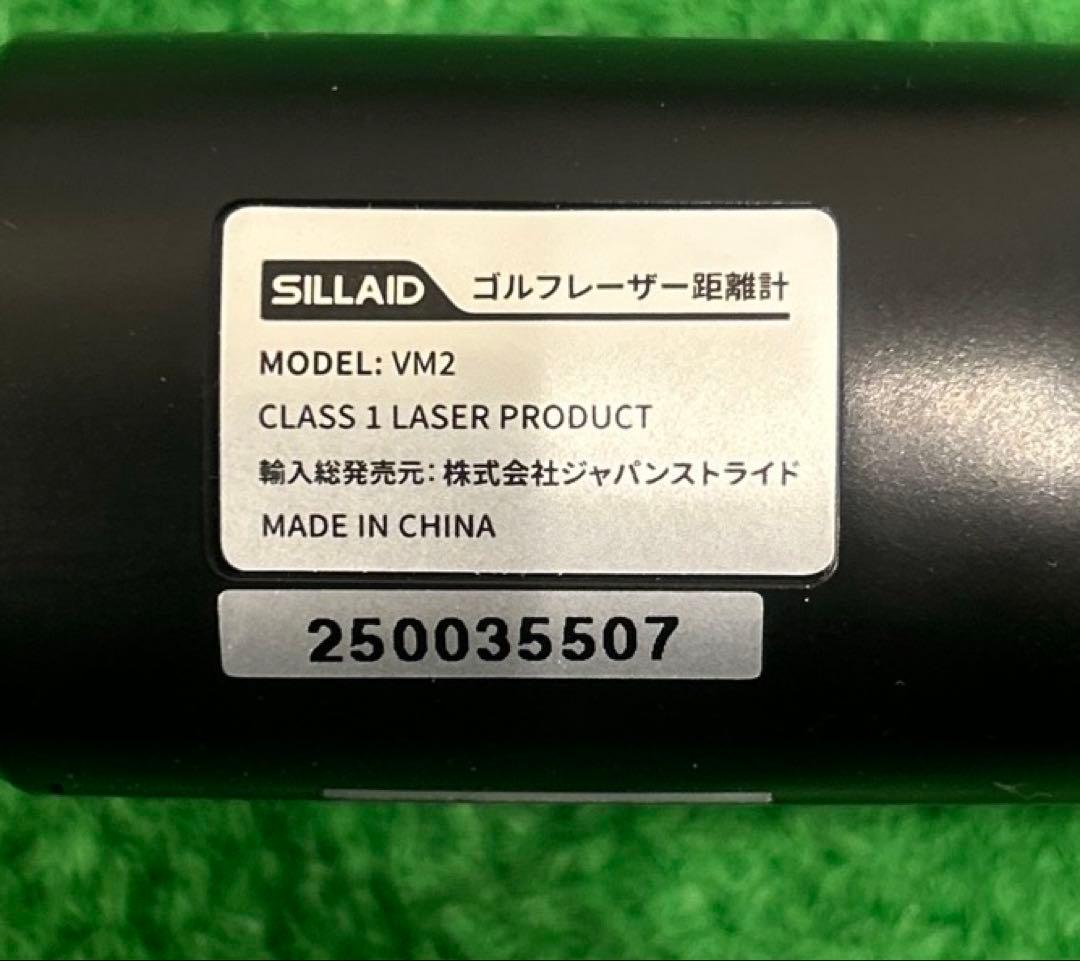 SILLAID ゴルフレーザー距離計
MODEL: VM2
CLASS 1 LASER PRODUCT
輸入総発売元：株式会社ジャパンストライド
MADE IN CHINA
250035507